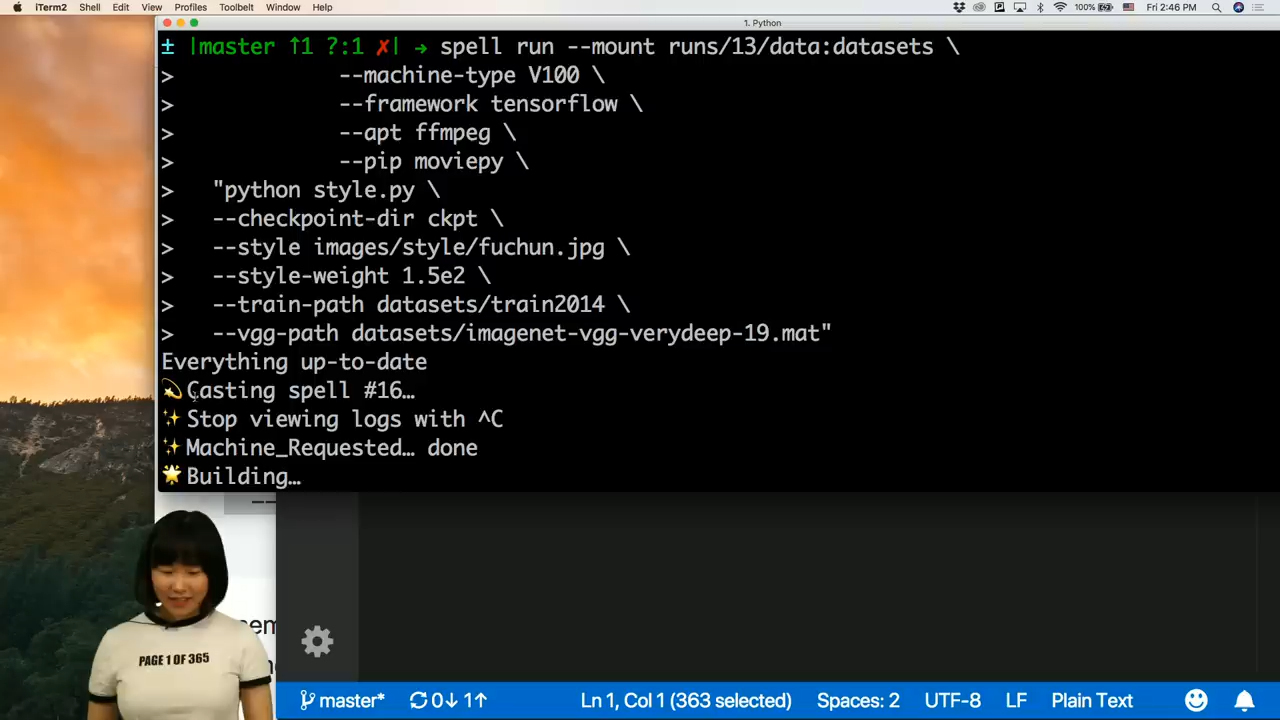 iTerm2 Shell Edit View Profiles Toolbelt Window Help 100% Fri 2:46 PM
1. Python
± |master ↑1 ?:1 ✗| → spell run --mount runs/13/data:datasets \
> --machine-type V100 \
> --framework tensorflow \
> --apt ffmpeg \
> --pip moviepy \
> "python style.py \
> --checkpoint-dir ckpt \
> --style images/style/fuchun.jpg \
> --style-weight 1.5e2 \
> --train-path datasets/train2014 \
> --vgg-path datasets/imagenet-vgg-verydeep-19.mat"
Everything up-to-date
💫Casting spell #16…
✨Stop viewing logs with ^C
✨Machine_Requested… done
🌟Building…
PAGE 1 OF 365
master* 0↓ 1↑ Ln 1, Col 1 (363 selected) Spaces: 2 UTF-8 LF Plain Text